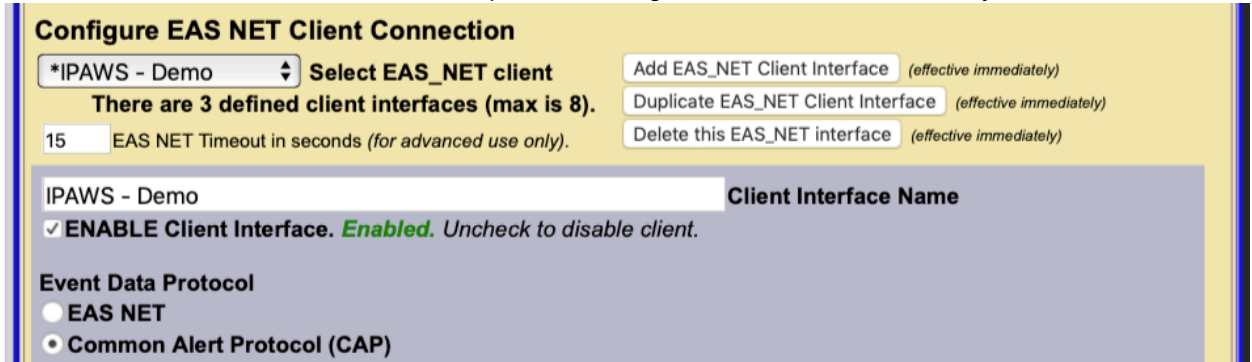 Configure EAS NET Client Connection
*IPAWS - Demo Select EAS_NET client Add EAS_NET Client Interface (effective immediately)
There are 3 defined client interfaces (max is 8). Duplicate EAS_NET Client Interface (effective immediately)
15 EAS NET Timeout in seconds (for advanced use only). Delete this EAS_NET interface (effective immediately)
IPAWS - Demo Client Interface Name
ENABLE Client Interface. Enabled. Uncheck to disable client.
Event Data Protocol
EAS NET
Common Alert Protocol (CAP)